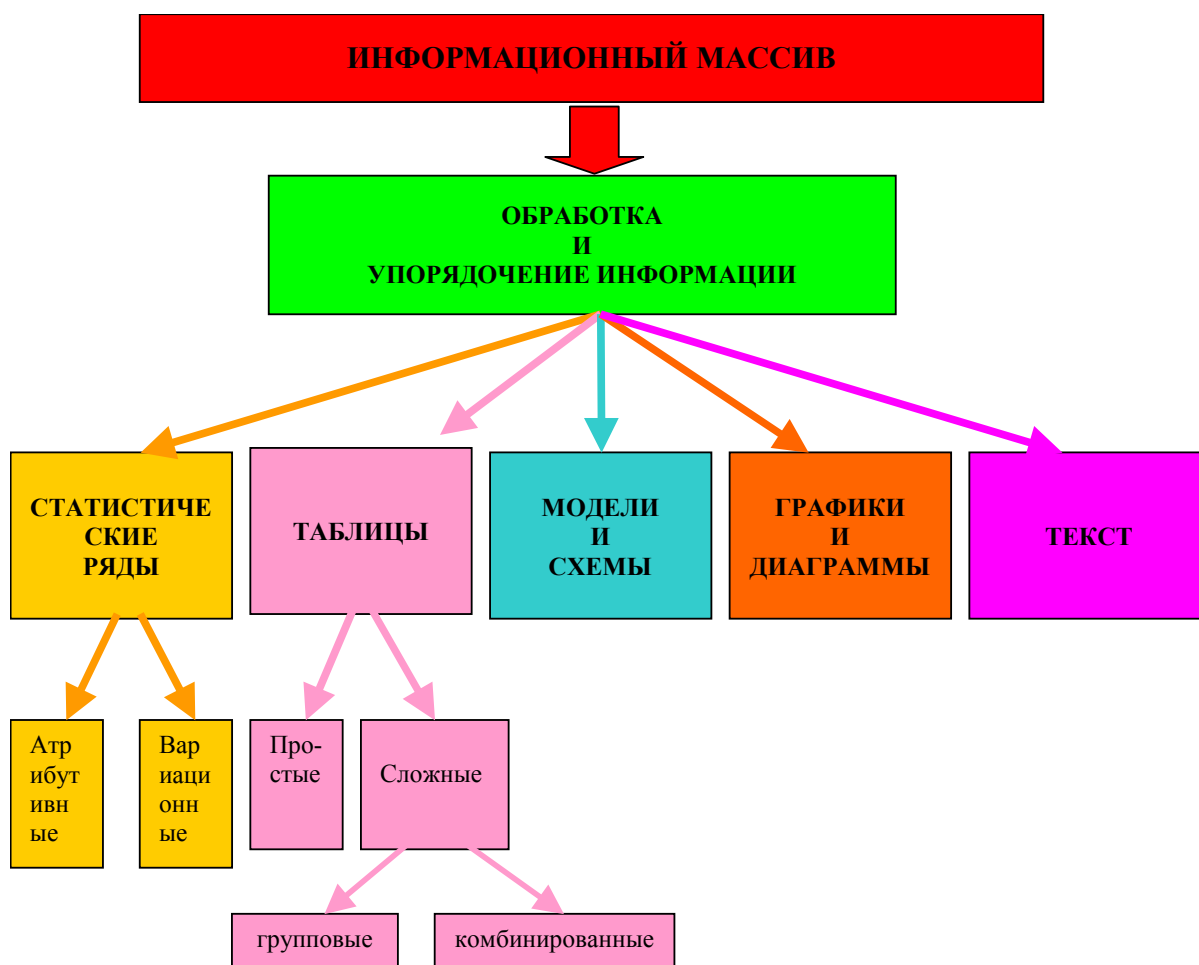 ИНФОРМАЦИОННЫЙ МАССИВ
ОБРАБОТКА
И
УПОРЯДОЧЕНИЕ ИНФОРМАЦИИ
СТАТИСТИЧЕ
СКИЕ
РЯДЫ
ТАБЛИЦЫ
МОДЕЛИ
И
СХЕМЫ
ГРАФИКИ
И
ДИАГРАММЫ
ТЕКСТ
Атр
ибут
ивн
ые
Вар
иаци
онн
ые
Про-
стые
Сложные
групповые
комбинированные